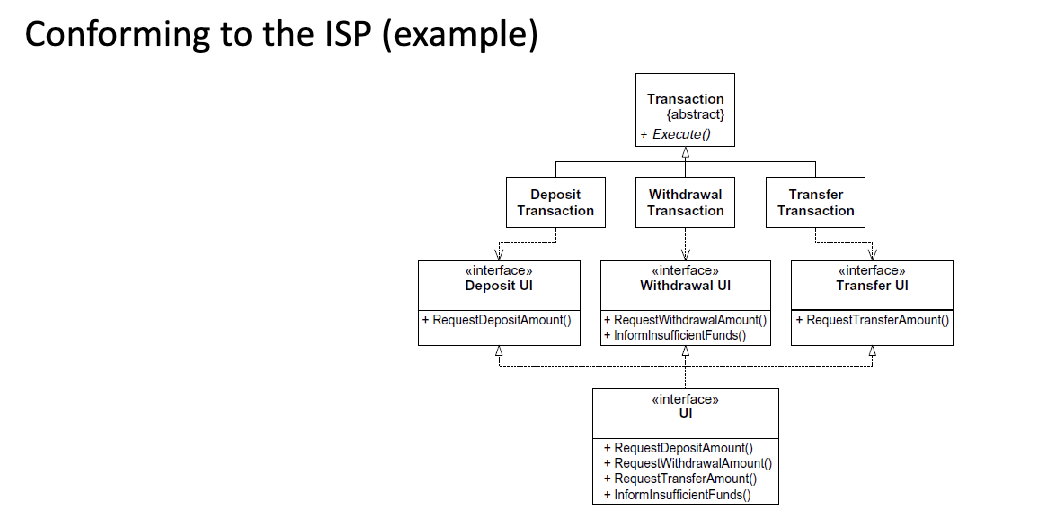 Conforming to the ISP (example)
Transaction
{abstract}
+ Execute()
Deposit
Transaction
Withdrawal
Transaction
Transfer
Transaction
«interface»
Deposit UI
+ RequestDepositAmount()
«interface»
Withdrawal UI
+ RequestWithdrawalAmount()
+ InformInsufficientFunds()
«interface»
Transfer UI
+ RequestTransferAmount()
«interface»
UI
+ RequestDepositAmount()
+ RequestWithdrawalAmount()
+ RequestTransferAmount()
+ InformInsufficientFunds()